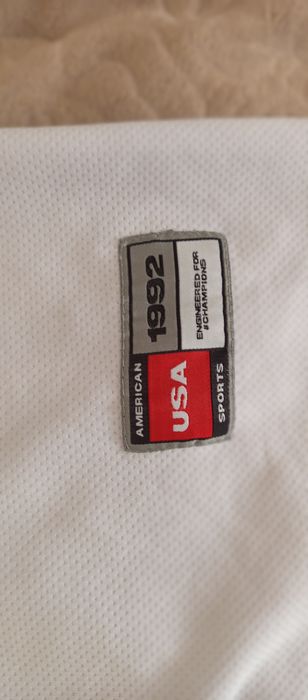 AMERICAN
1992
USA
ENGINEERED FOR
#CHAMPIONS
SPORTS